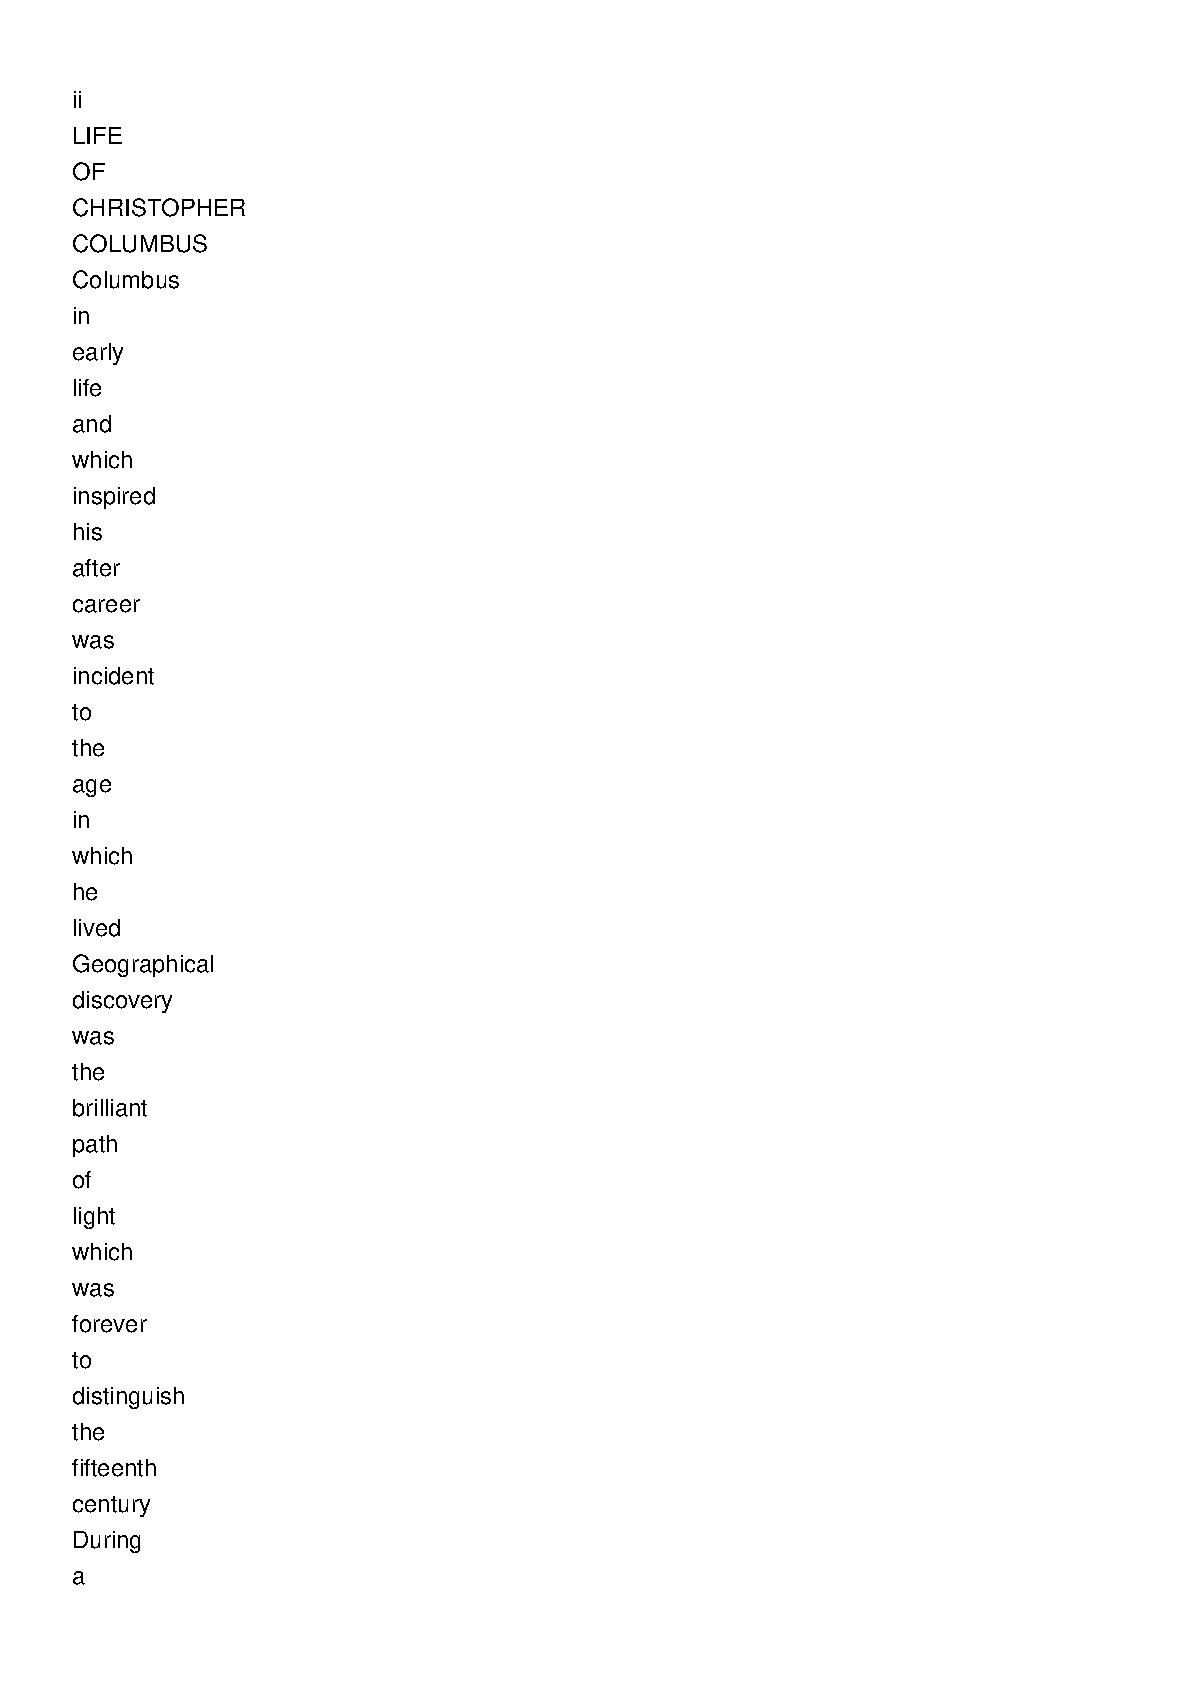 ii
LIFE
OF
CHRISTOPHER
COLUMBUS
Columbus
in
early
life
and
which
inspired
his
after
career
was
incident
to
the
age
in
which
he
lived
Geographical
discovery
was
the
brilliant
path
of
light
which
was
forever
to
distinguish
the
fifteenth
century
During
a